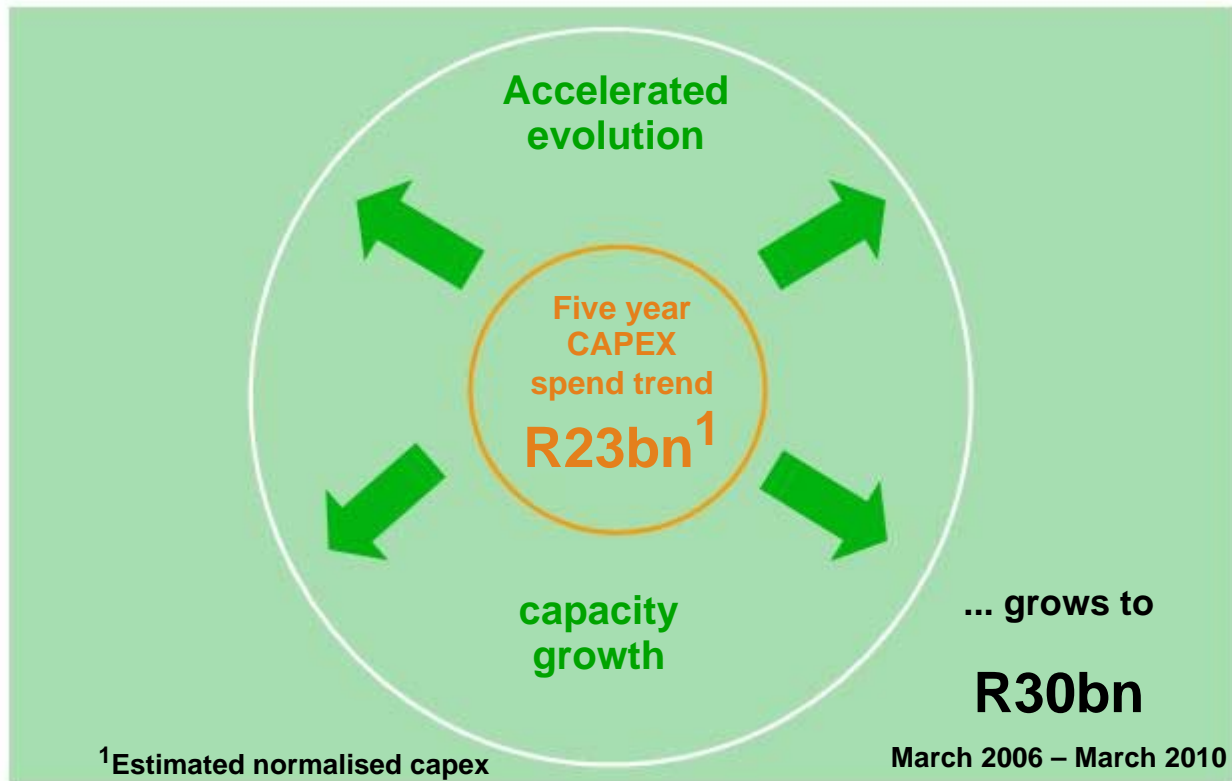 Accelerated
evolution
Five year
CAPEX
spend trend
R23bn¹
capacity
growth
... grows to
R30bn
March 2006 – March 2010
¹Estimated normalised capex